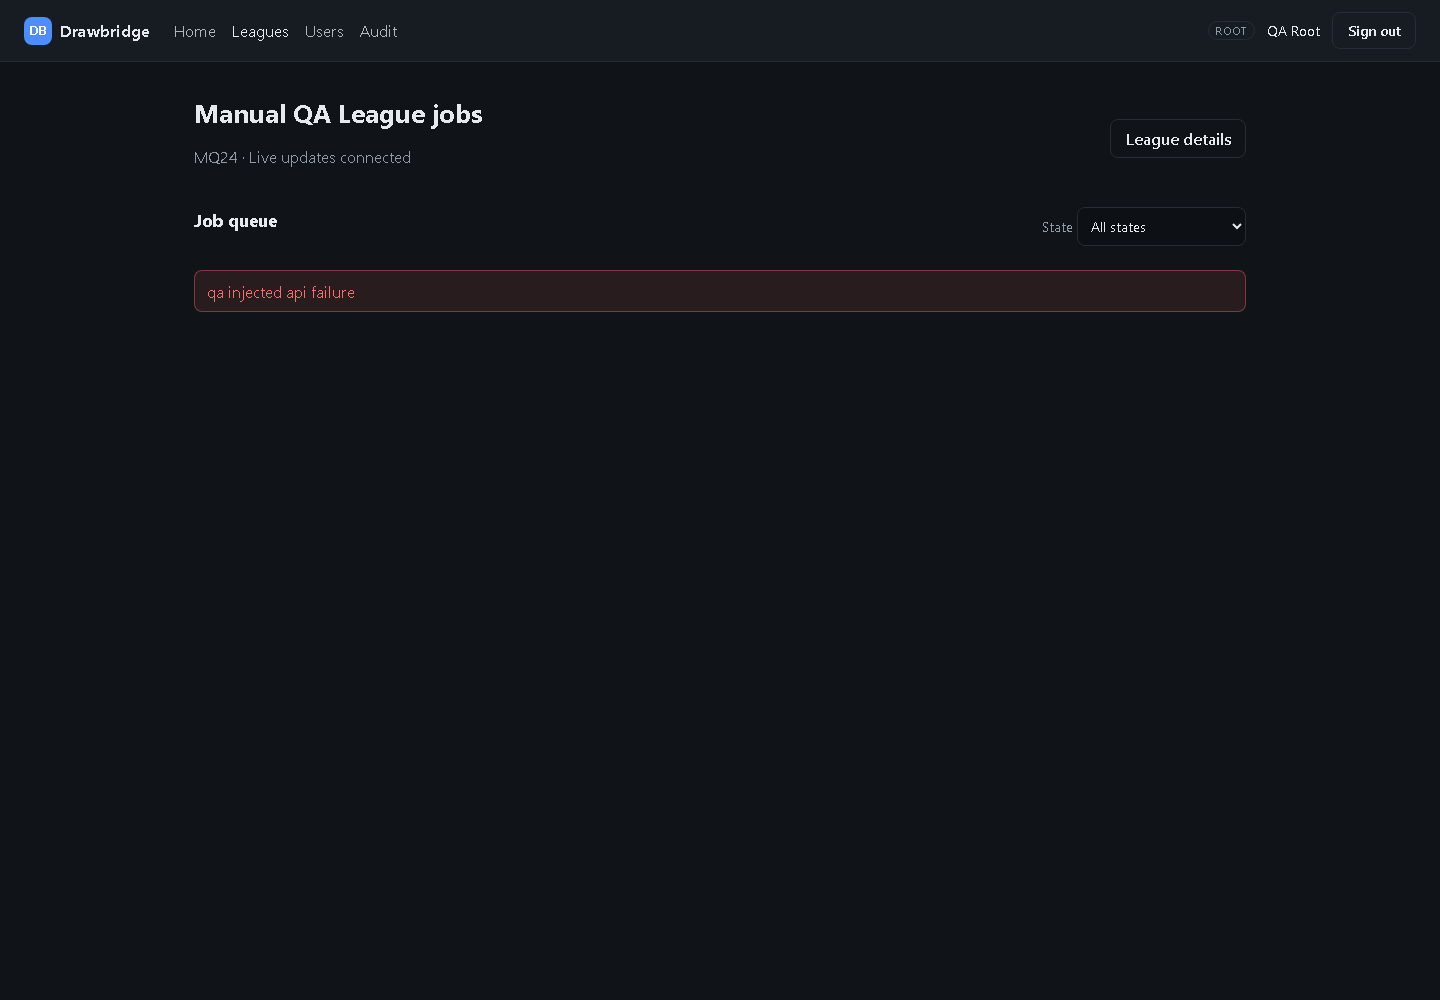 DB Drawbridge Home Leagues Users Audit ROOT QA Root Sign out
Manual QA League jobs
League details
MQ24 · Live updates connected
Job queue
State All states
qa injected api failure